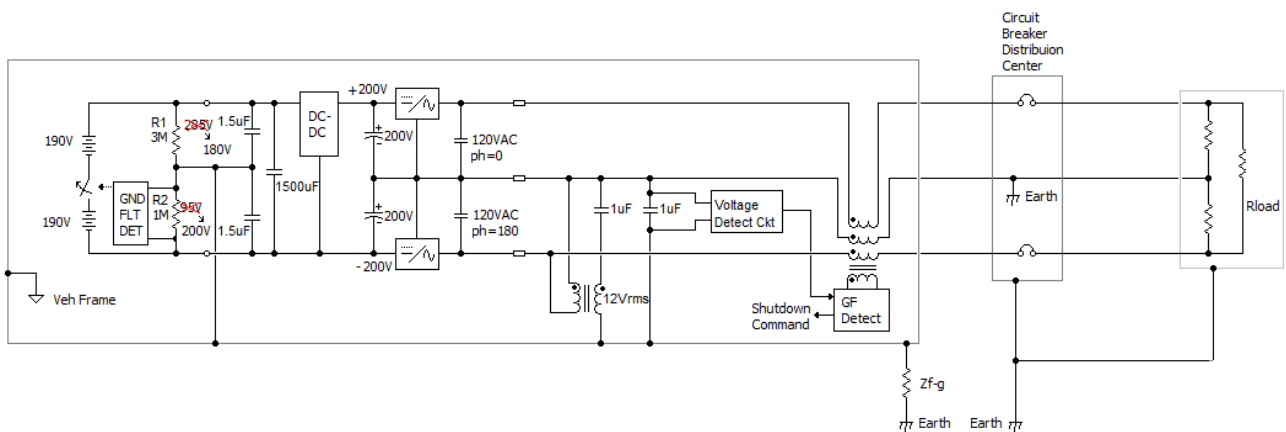 Circuit
Breaker
Distribuion
Center
+200V
190V
R1
3M
285V
180V
1.5uF
DC-
DC
200V
120VAC
ph=0
1500uF
GND
FLT
DET
R2
1M
95V
200V
190V
1.5uF
200V
120VAC
ph=180
-200V
1uF
1uF
Voltage
Detect Ckt
Earth
Rload
Veh Frame
12Vrms
Shutdown
Command
GF
Detect
Zf-g
Earth
Earth